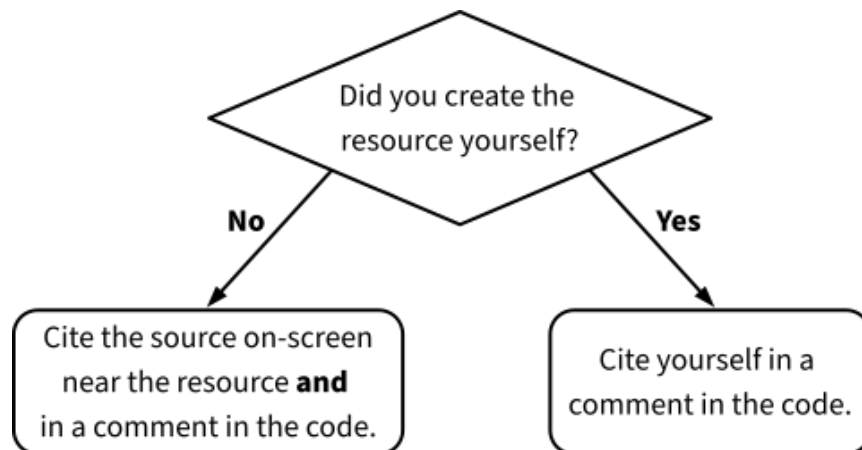 Did you create the
resource yourself?
No
Yes
Cite the source on-screen
near the resource and
in a comment in the code.
Cite yourself in a
comment in the code.